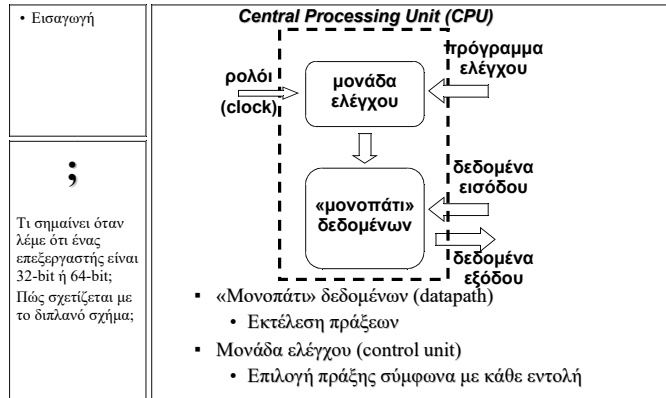 • Εισαγωγή
;
Τι σημαίνει όταν
λέμε ότι ένας
επεξεργαστής είναι
32-bit ή 64-bit;
Πώς σχετίζεται με
το διπλανό σχήμα;
Central Processing Unit (CPU)
πρόγραμμα
ελέγχου
ρολόι
(clock)
μονάδα
ελέγχου
«μονοπάτι»
δεδομένων
δεδομένα
εισόδου
δεδομένα
εξόδου
▪ «Μονοπάτι» δεδομένων (datapath)
• Εκτέλεση πράξεων
▪ Μονάδα ελέγχου (control unit)
• Επιλογή πράξης σύμφωνα με κάθε εντολή